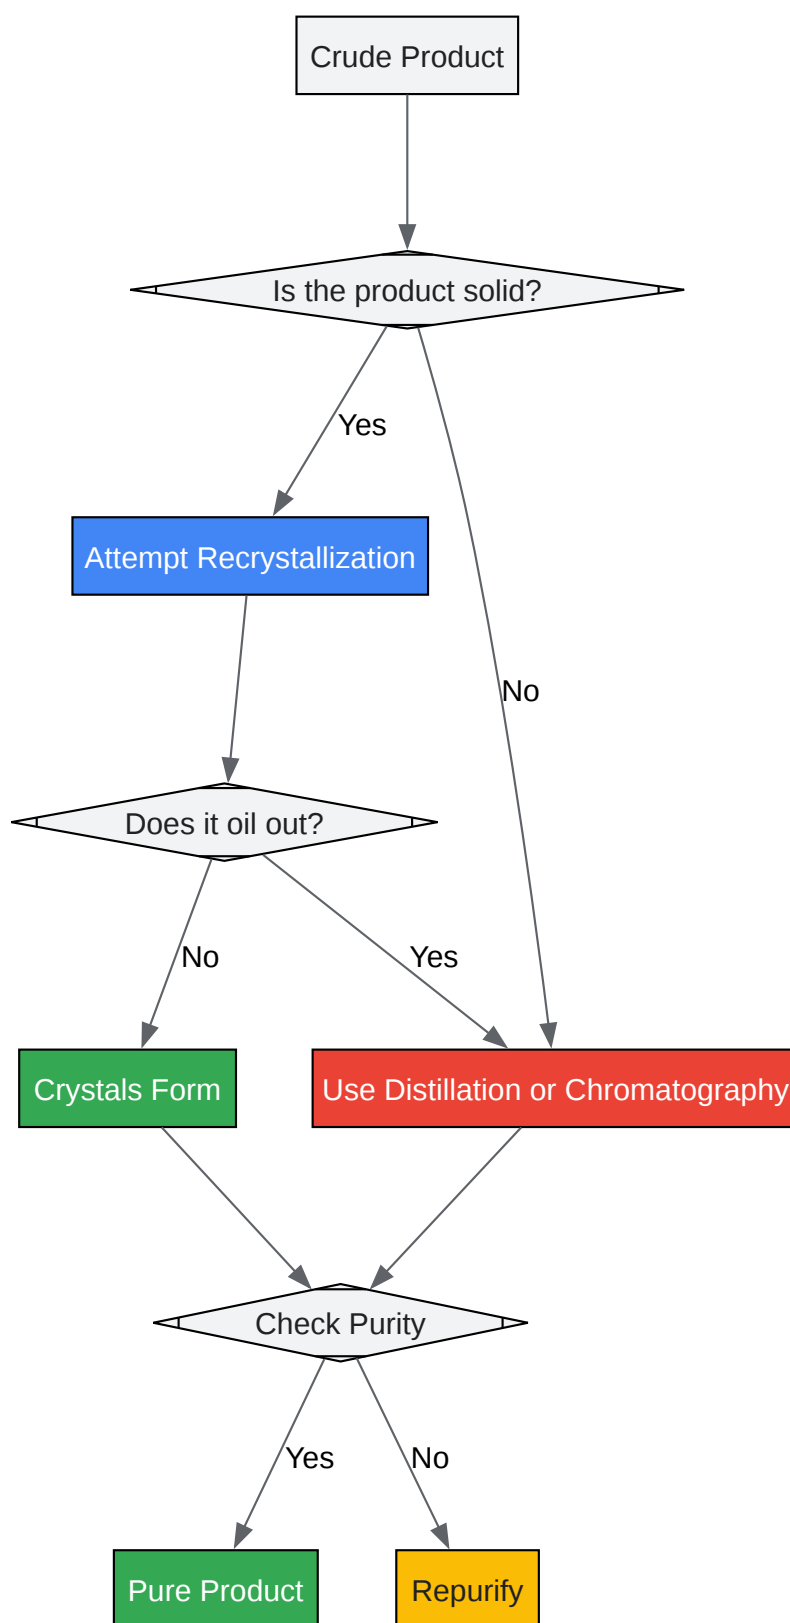 Crude Product
Is the product solid?
Yes
Attempt Recrystallization
No
Does it oil out?
No
Yes
Crystals Form
Use Distillation or Chromatography
Check Purity
Yes
No
Pure Product
Repurify